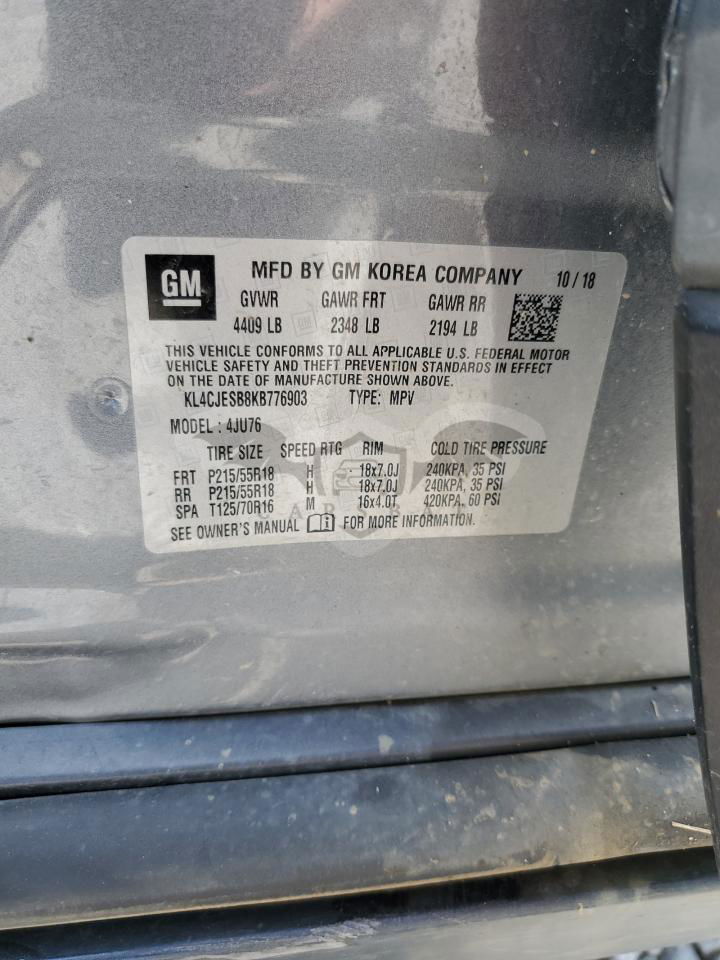 GM MFD BY GM KOREA COMPANY 10 / 18
GVWR GAWR FRT GAWR RR
4409 LB 2348 LB 2194 LB
THIS VEHICLE CONFORMS TO ALL APPLICABLE U.S. FEDERAL MOTOR
VEHICLE SAFETY AND THEFT PREVENTION STANDARDS IN EFFECT
ON THE DATE OF MANUFACTURE SHOWN ABOVE.
KL4CJESB8KB776903 TYPE: MPV
MODEL : 4JU76
TIRE SIZE SPEED RTG RIM COLD TIRE PRESSURE
FRT P215/55R18 H 18x7.0J 240KPA, 35 PSI
RR P215/55R18 H 18x7.0J 240KPA, 35 PSI
SPA T125/70R16 M 16x4.0T 420KPA, 60 PSI
SEE OWNER'S MANUAL FOR MORE INFORMATION.